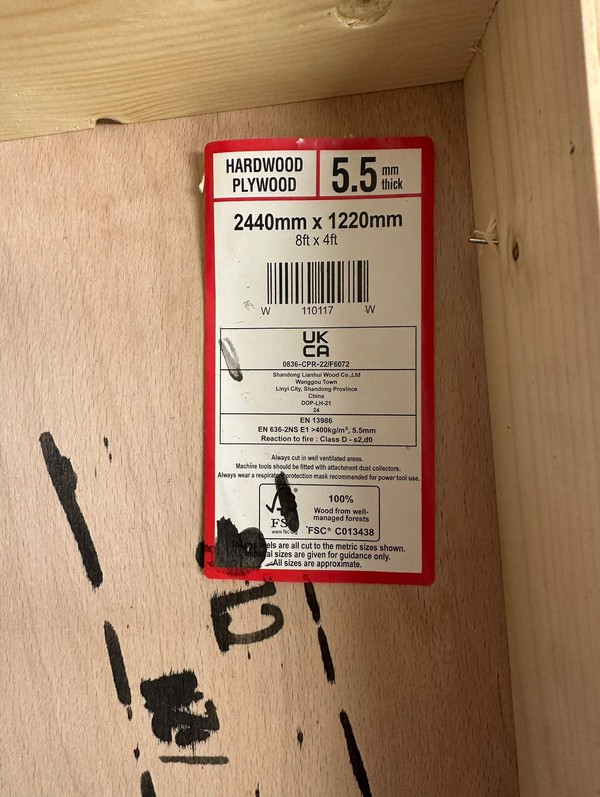 HARDWOOD
PLYWOOD
5.5 mm
thick
2440mm x 1220mm
8ft x 4ft
W 110117 W
UK
CA
0836-CPR-22/F6072
Shandong Lianhui Wood Co.,Ltd
Wanggou Town
Linyi City, Shandong Province
China
DOP-LH-21
24
EN 13986
EN 636-2NS E1 >400kg/m³, 5.5mm
Reaction to fire : Class D - s2,d0
Always cut in well ventilated areas.
Machine tools should be fitted with attachment dust collectors.
Always wear a respirator protection mask recommended for power tool use.
FSC
www.fsc.org
100%
Wood from well-
managed forests
FSC® C013438
are all cut to the metric sizes shown.
sizes are given for guidance only.
All sizes are approximate.